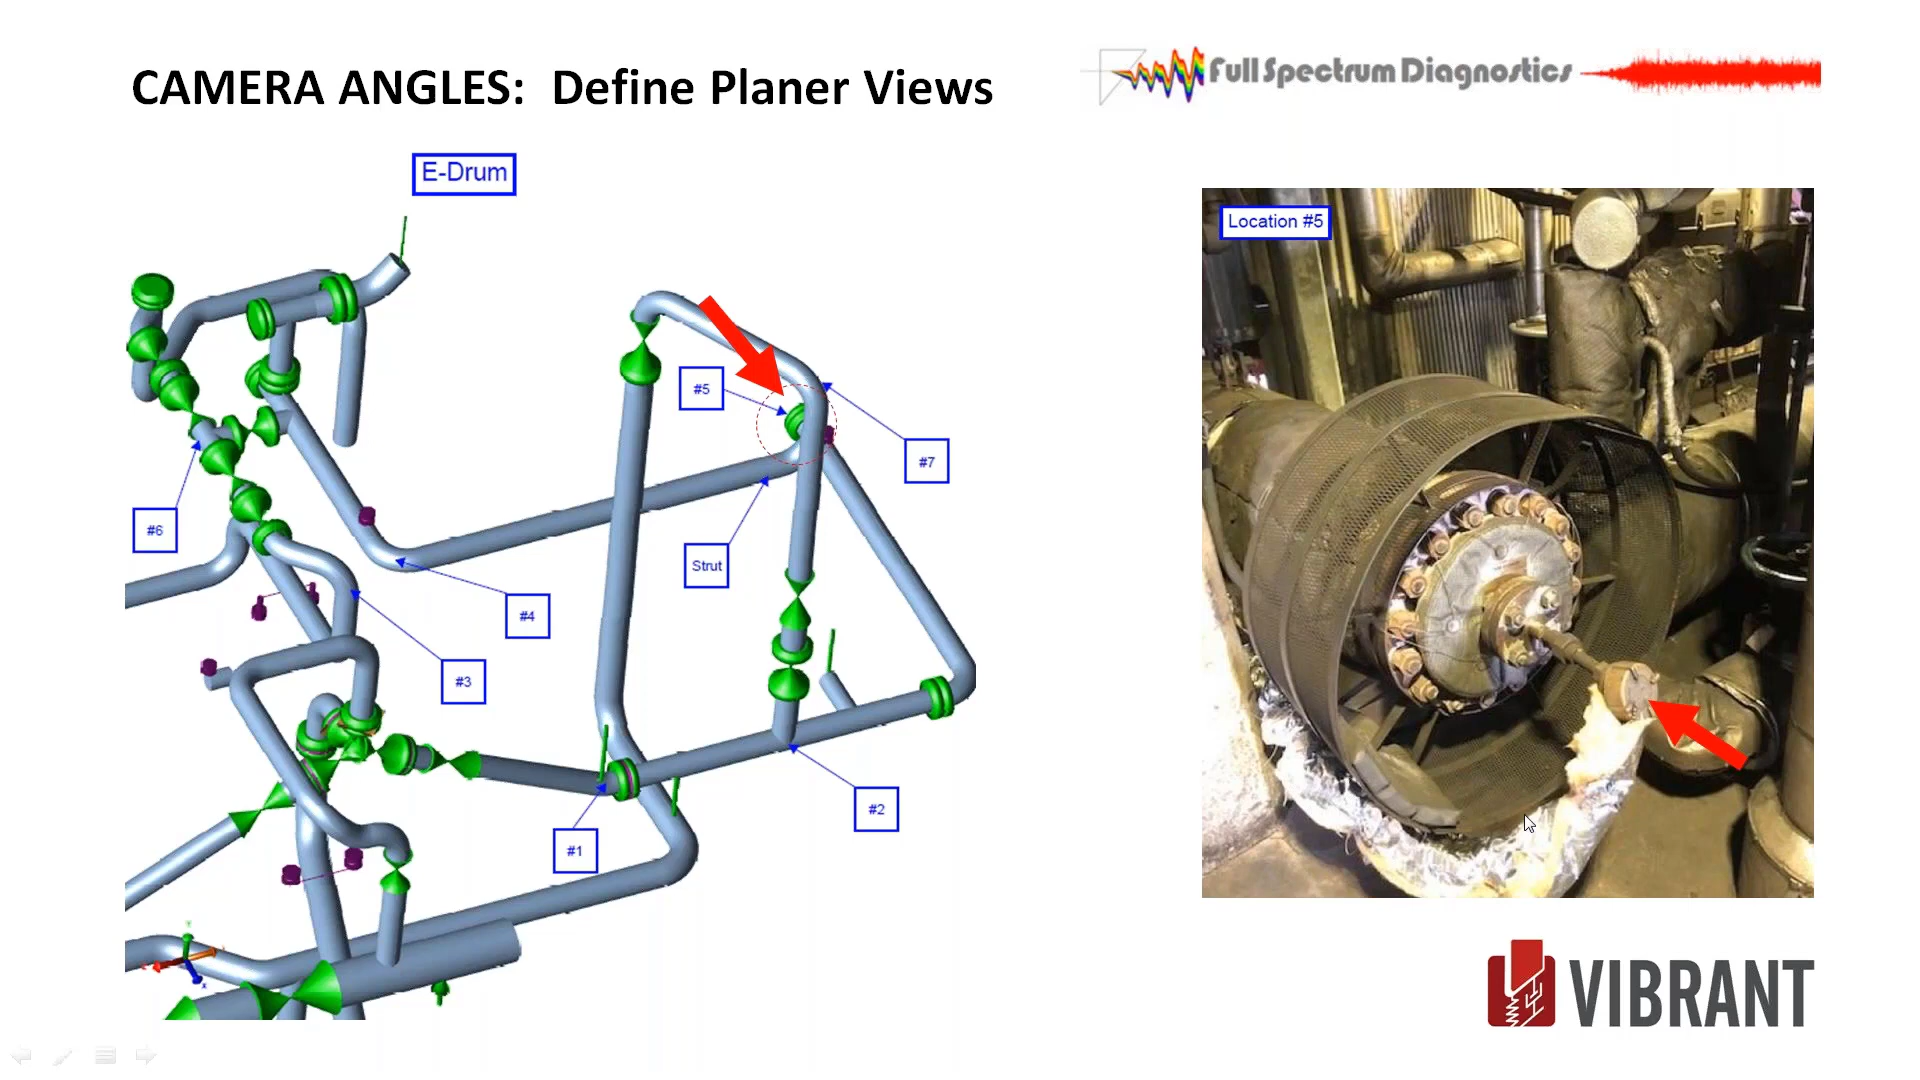 CAMERA ANGLES: Define Planer Views
Full Spectrum Diagnostics
E-Drum
Location #5
#5
#7
#6
Strut
#4
#3
#2
#1
VIBRANT